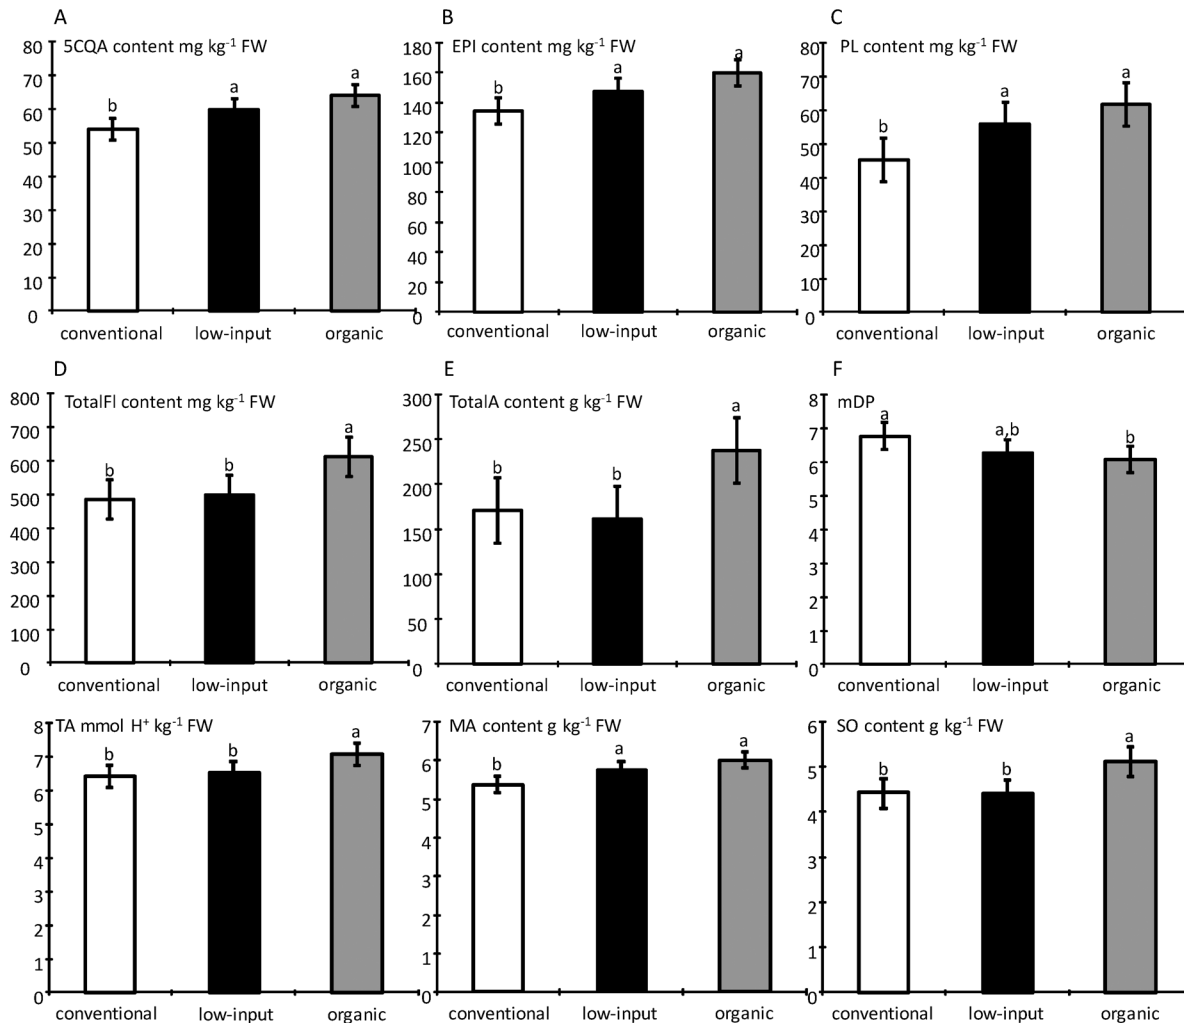 A
5CQA content mg kg⁻¹ FW
80
70
60
50
40
30
20
10
0
b
a
a
conventional
low-input
organic
B
EPI content mg kg⁻¹ FW
180
160
140
120
100
80
60
40
20
0
b
a
a
conventional
low-input
organic
C
PL content mg kg⁻¹ FW
80
70
60
50
40
30
20
10
0
b
a
a
conventional
low-input
organic
D
TotalFl content mg kg⁻¹ FW
800
700
600
500
400
300
200
100
0
b
b
a
conventional
low-input
organic
E
TotalA content g kg⁻¹ FW
300
250
200
150
100
50
0
b
b
a
conventional
low-input
organic
F
mDP
8
7
6
5
4
3
2
1
0
a
a,b
b
conventional
low-input
organic
TA mmol H⁺ kg⁻¹ FW
8
7
6
5
4
3
2
1
0
b
b
a
conventional
low-input
organic
MA content g kg⁻¹ FW
7
6
5
4
3
2
1
0
b
a
a
conventional
low-input
organic
SO content g kg⁻¹ FW
6
5
4
3
2
1
0
b
b
a
conventional
low-input
organic